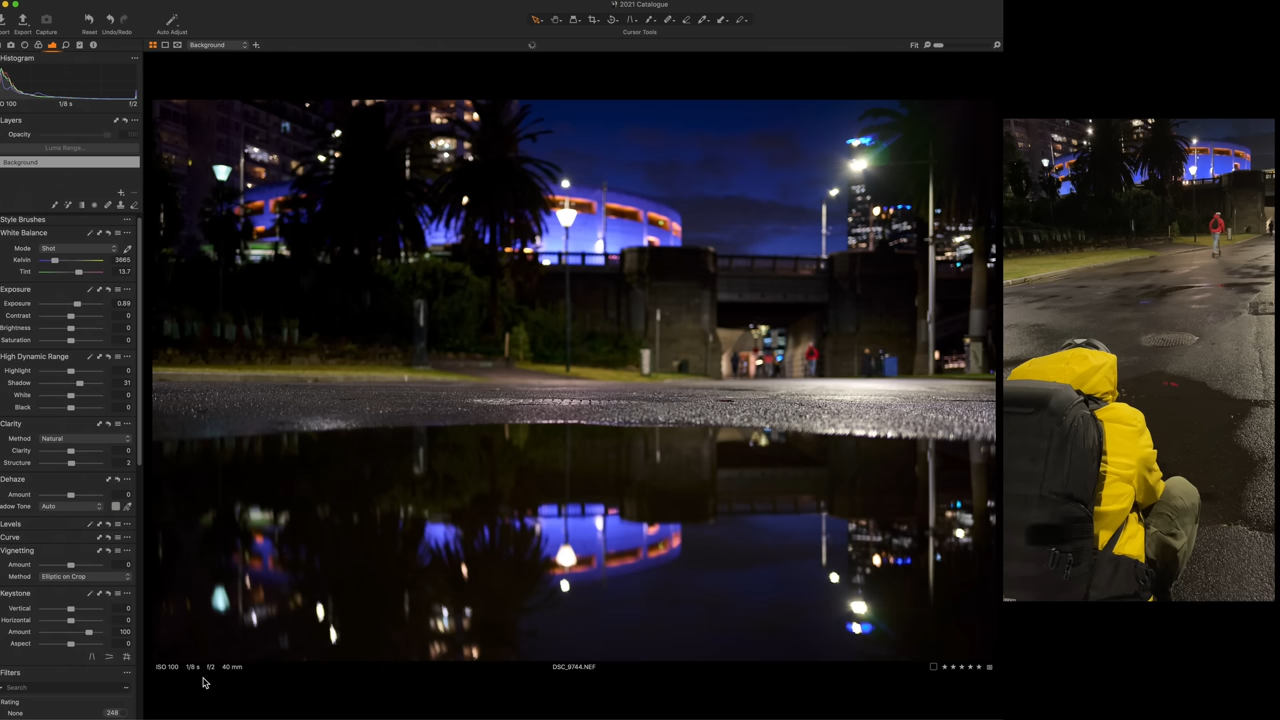 2021 Catalogue
Export Capture Reset Undo/Redo Auto Adjust Cursor Tools
Background Fit
Histogram
ISO 100 1/8 s f/2
Layers
Opacity 100
Luma Range...
Background
Style Brushes
White Balance
Mode Shot
Kelvin 3665
Tint 13.7
Exposure
Exposure 0.89
Contrast 0
Brightness 0
Saturation 0
High Dynamic Range
Highlight 0
Shadow 31
White 0
Black 0
Clarity
Method Natural
Clarity 0
Structure 2
Dehaze
Amount 0
adow Tone Auto
Levels
Curve
Vignetting
Amount 0
Method Elliptic on Crop
Keystone
Vertical 0
Horizontal 0
Amount 100
Aspect 0
Filters
Search
Rating
None 248
ISO 100 1/8 s f/2 40 mm DSC_9744.NEF